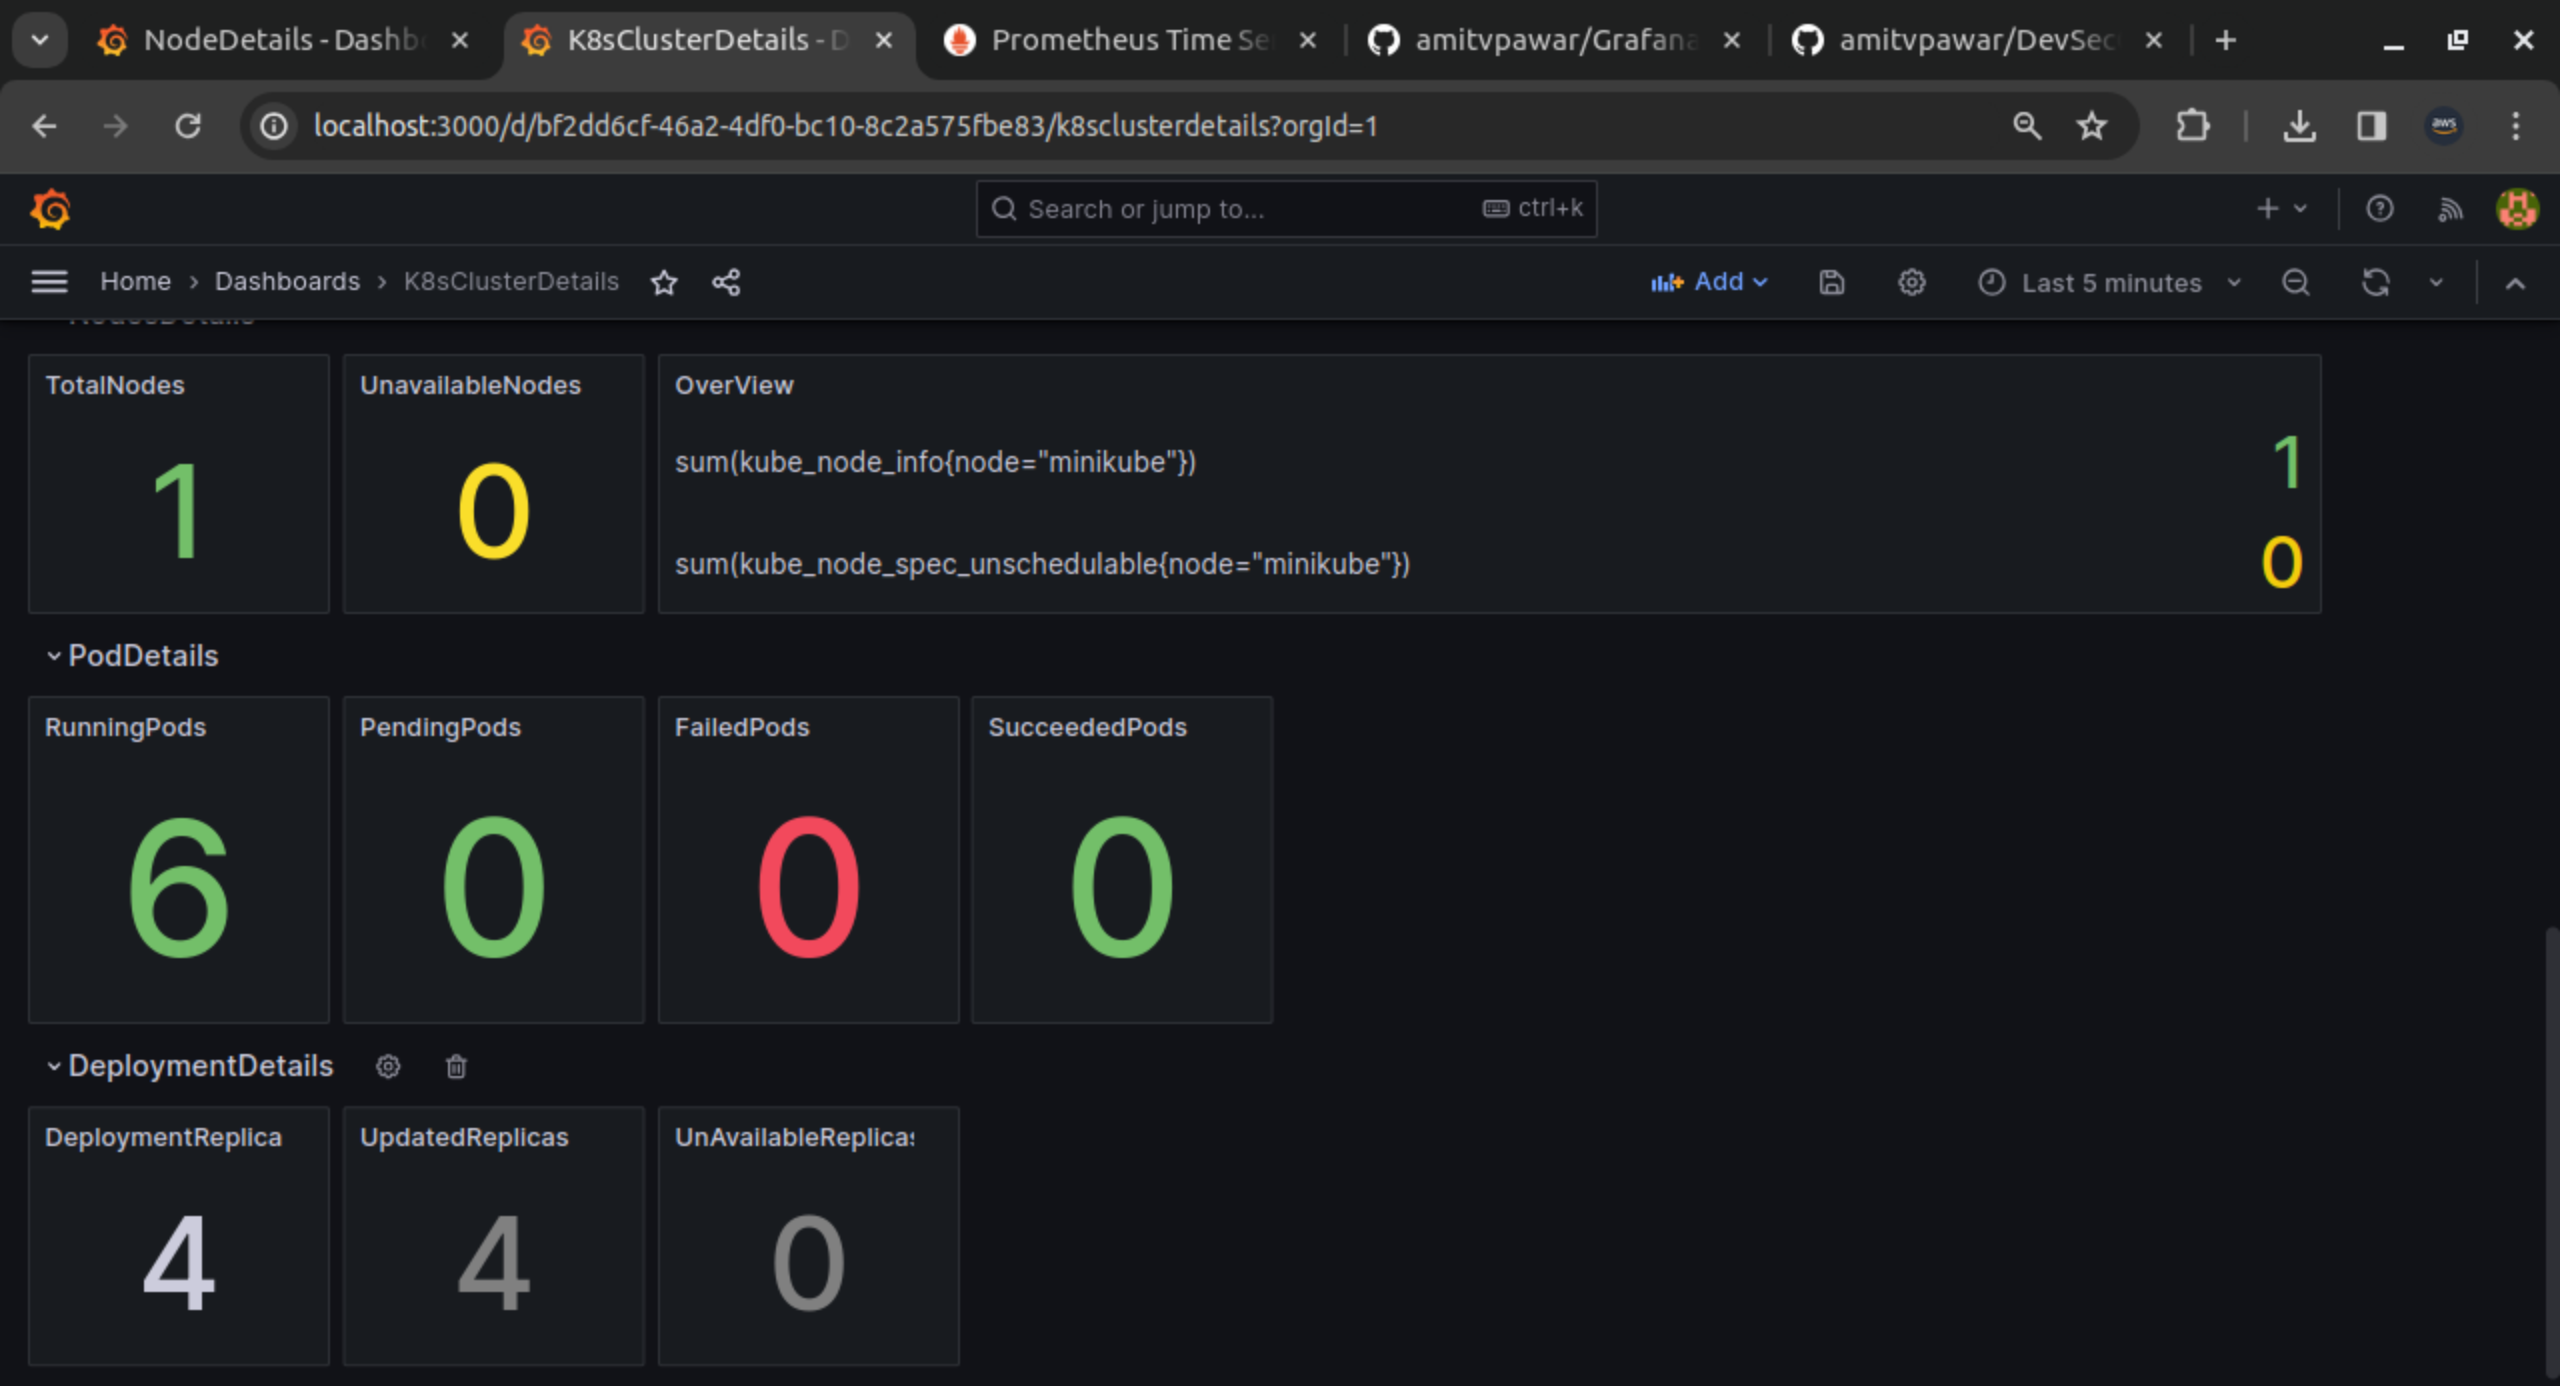 NodeDetails - Dashb
K8sClusterDetails - D
Prometheus Time Se
amitvpawar/Grafana
amitvpawar/DevSec
localhost:3000/d/bf2dd6cf-46a2-4df0-bc10-8c2a575fbe83/k8sclusterdetails?orgId=1
aws
Search or jump to...
ctrl+k
Home › Dashboards › K8sClusterDetails
Add
Last 5 minutes
NodesDetails
TotalNodes
1
UnavailableNodes
0
OverView
sum(kube_node_info{node="minikube"})
1
sum(kube_node_spec_unschedulable{node="minikube"})
0
PodDetails
RunningPods
6
PendingPods
0
FailedPods
0
SucceededPods
0
DeploymentDetails
DeploymentReplica
4
UpdatedReplicas
4
UnAvailableReplicas
0